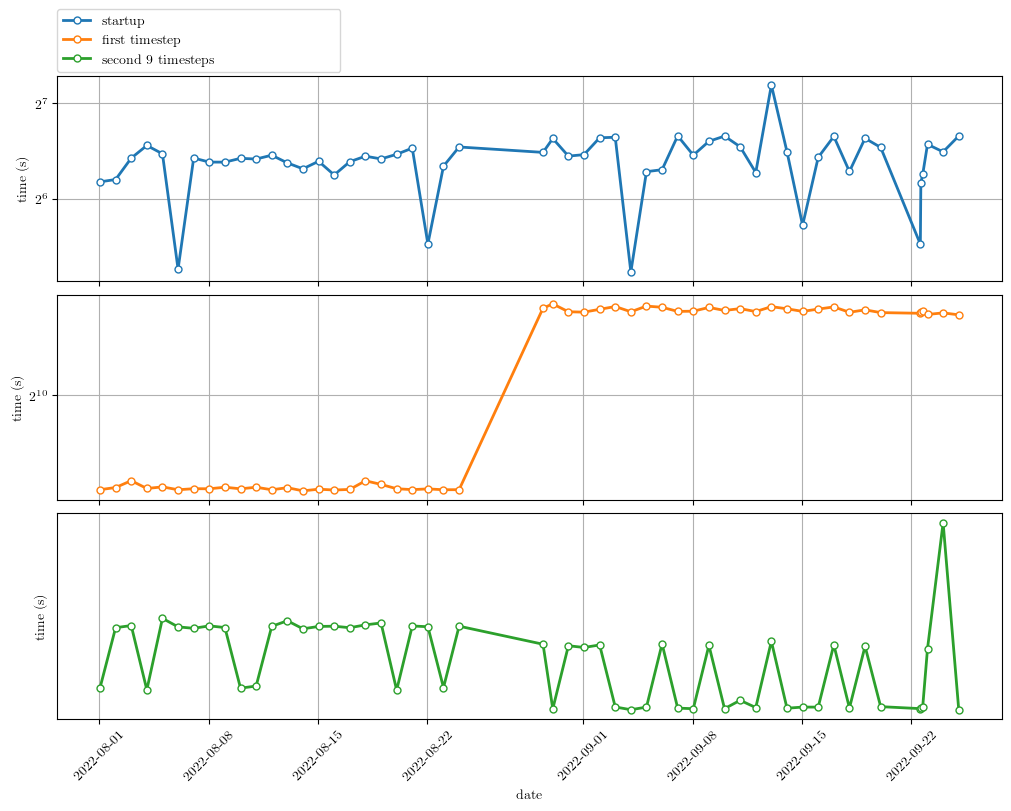 startup
first timestep
second 9 timesteps
2^7
2^6
time (s)
2^10
time (s)
time (s)
2022-08-01
2022-08-08
2022-08-15
2022-08-22
2022-09-01
2022-09-08
2022-09-15
2022-09-22
date